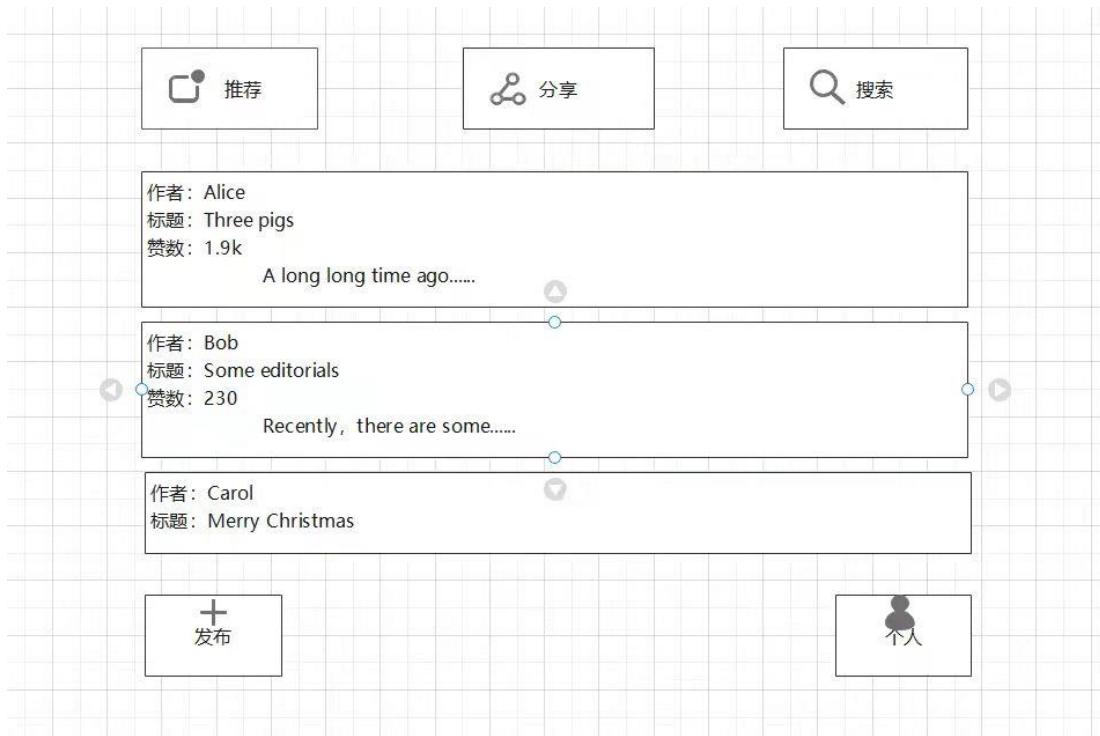 推荐
分享
搜索
作者：Alice
标题：Three pigs
赞数：1.9k
A long long time ago......
作者：Bob
标题：Some editorials
赞数：230
Recently，there are some......
作者：Carol
标题：Merry Christmas
发布
个人